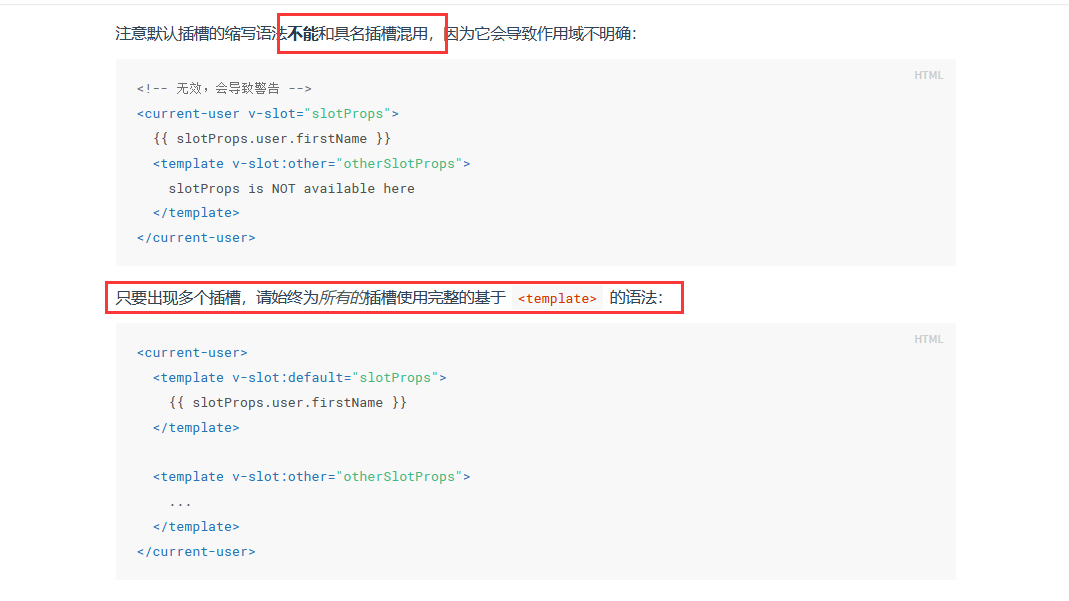 注意默认插槽的缩写语法不能和具名插槽混用，因为它会导致作用域不明确：
HTML
<!-- 无效，会导致警告 -->
<current-user v-slot="slotProps">
  {{ slotProps.user.firstName }}
  <template v-slot:other="otherSlotProps">
    slotProps is NOT available here
  </template>
</current-user>
只要出现多个插槽，请始终为所有的插槽使用完整的基于 <template> 的语法：
HTML
<current-user>
  <template v-slot:default="slotProps">
    {{ slotProps.user.firstName }}
  </template>
  <template v-slot:other="otherSlotProps">
    ...
  </template>
</current-user>